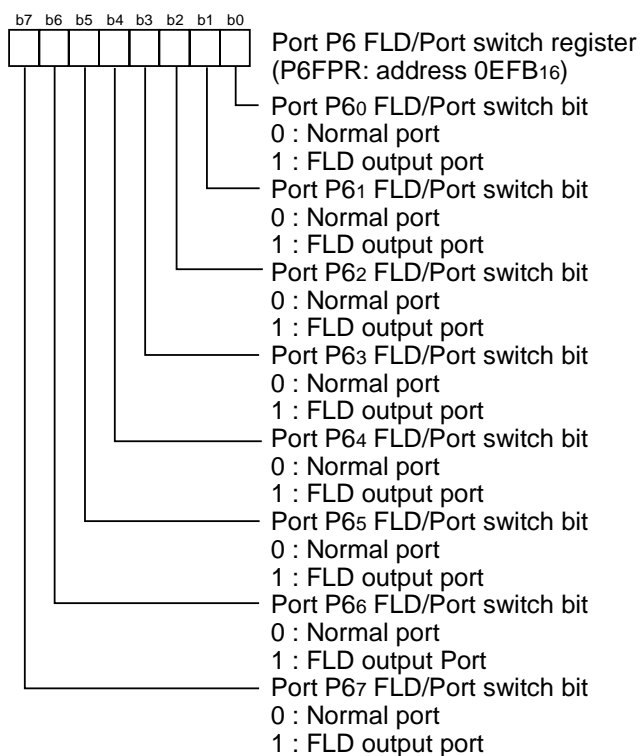 b7 b6 b5 b4 b3 b2 b1 b0
Port P6 FLD/Port switch register
(P6FPR: address 0EFB16)
Port P60 FLD/Port switch bit
0 : Normal port
1 : FLD output port
Port P61 FLD/Port switch bit
0 : Normal port
1 : FLD output port
Port P62 FLD/Port switch bit
0 : Normal port
1 : FLD output port
Port P63 FLD/Port switch bit
0 : Normal port
1 : FLD output port
Port P64 FLD/Port switch bit
0 : Normal port
1 : FLD output port
Port P65 FLD/Port switch bit
0 : Normal port
1 : FLD output port
Port P66 FLD/Port switch bit
0 : Normal port
1 : FLD output Port
Port P67 FLD/Port switch bit
0 : Normal port
1 : FLD output port